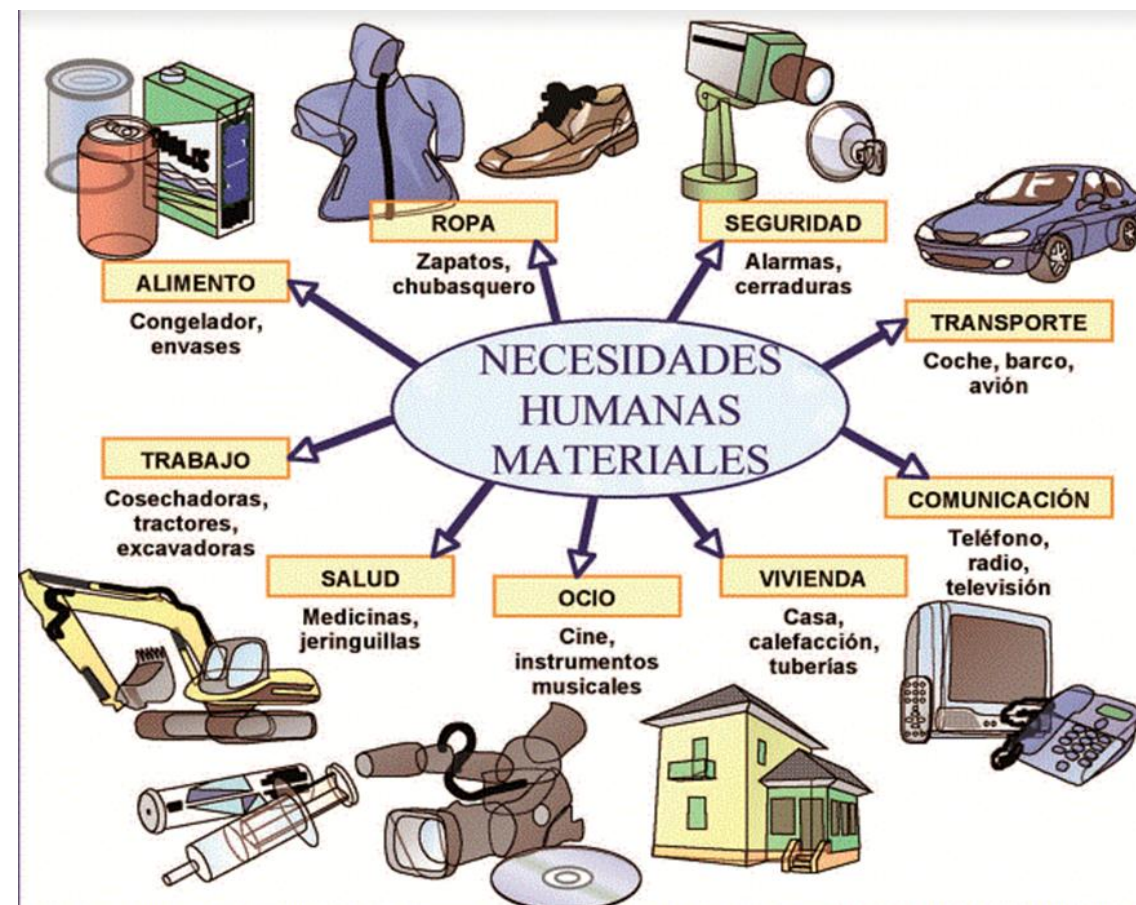 NECESIDADES
HUMANAS
MATERIALES
ALIMENTO
Congelador,
envases
ROPA
Zapatos,
chubasquero
SEGURIDAD
Alarmas,
cerraduras
TRANSPORTE
Coche, barco,
avión
COMUNICACIÓN
Teléfono,
radio,
televisión
VIVIENDA
Casa,
calefacción,
tuberías
OCIO
Cine,
instrumentos
musicales
SALUD
Medicinas,
jeringuillas
TRABAJO
Cosechadoras,
tractores,
excavadoras